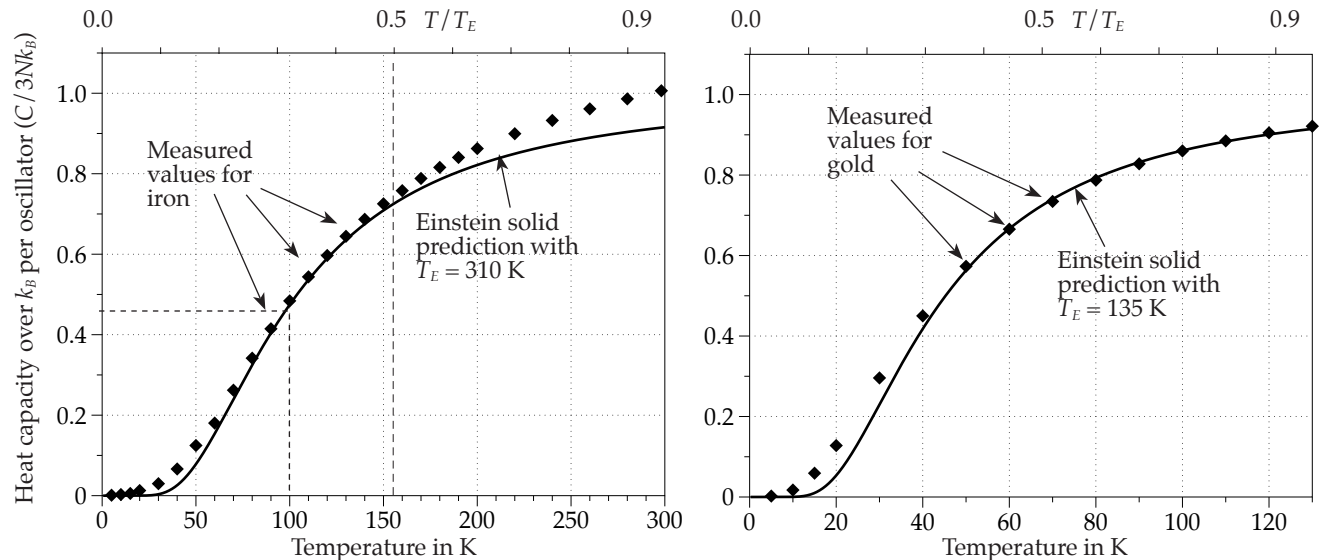 0.0 0.5 T/T_E 0.9
Heat capacity over k_B per oscillator (C/3Nk_B)
1.0
0.8
0.6
0.4
0.2
0
Measured
values for
iron
Einstein solid
prediction with
T_E = 310 K
0 50 100 150 200 250 300
Temperature in K
0.0 0.5 T/T_E 0.9
1.0
0.8
0.6
0.4
0.2
0
Measured
values for
gold
Einstein solid
prediction with
T_E = 135 K
0 20 40 60 80 100 120
Temperature in K